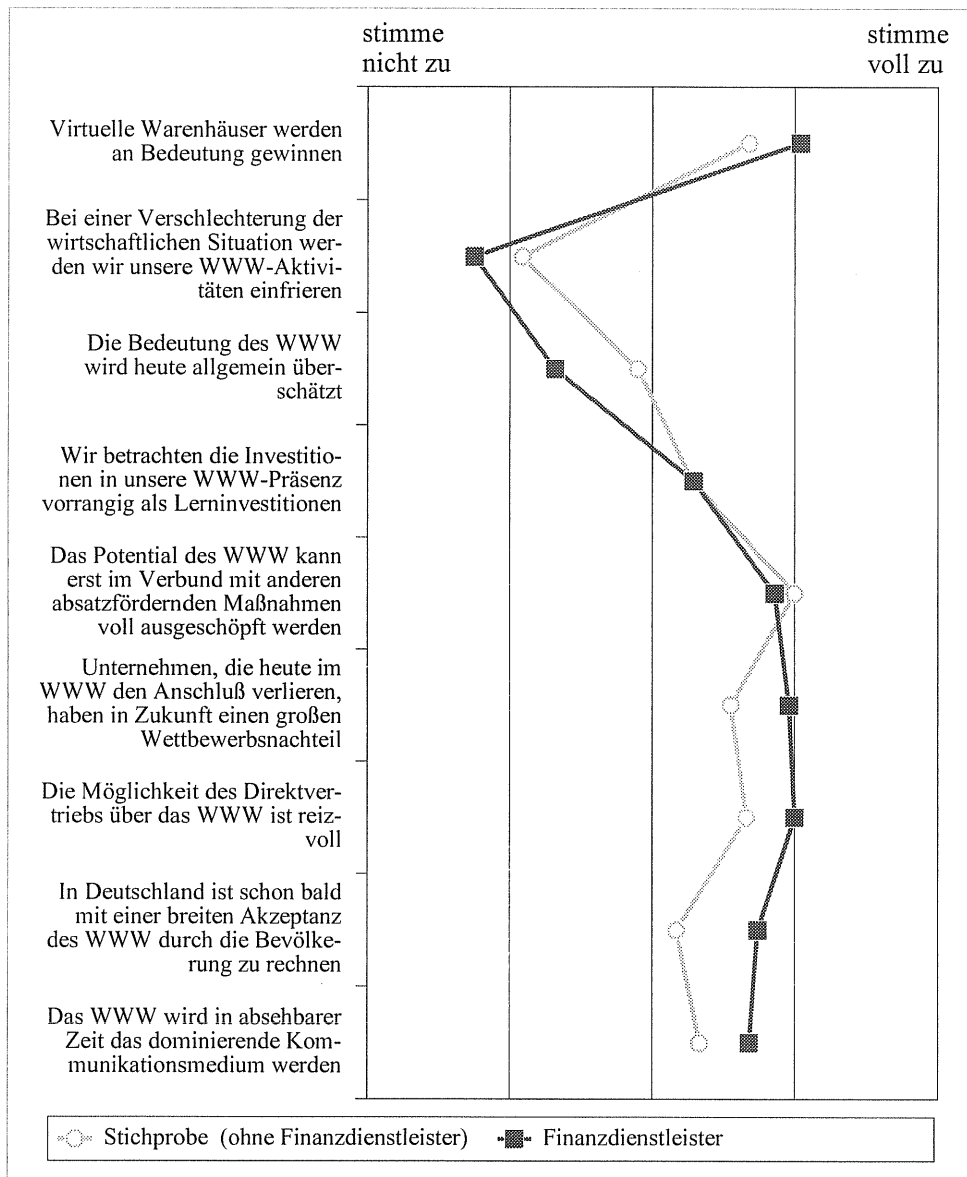 stimme
nicht zu
stimme
voll zu
Virtuelle Warenhäuser werden
an Bedeutung gewinnen
Bei einer Verschlechterung der
wirtschaftlichen Situation wer-
den wir unsere WWW-Aktivi-
täten einfrieren
Die Bedeutung des WWW
wird heute allgemein über-
schätzt
Wir betrachten die Investitio-
nen in unsere WWW-Präsenz
vorrangig als Lerninvestitionen
Das Potential des WWW kann
erst im Verbund mit anderen
absatzfördernden Maßnahmen
voll ausgeschöpft werden
Unternehmen, die heute im
WWW den Anschluß verlieren,
haben in Zukunft einen großen
Wettbewerbsnachteil
Die Möglichkeit des Direktver-
triebs über das WWW ist reiz-
voll
In Deutschland ist schon bald
mit einer breiten Akzeptanz
des WWW durch die Bevölke-
rung zu rechnen
Das WWW wird in absehbarer
Zeit das dominierende Kom-
munikationsmedium werden
Stichprobe (ohne Finanzdienstleister)
Finanzdienstleister